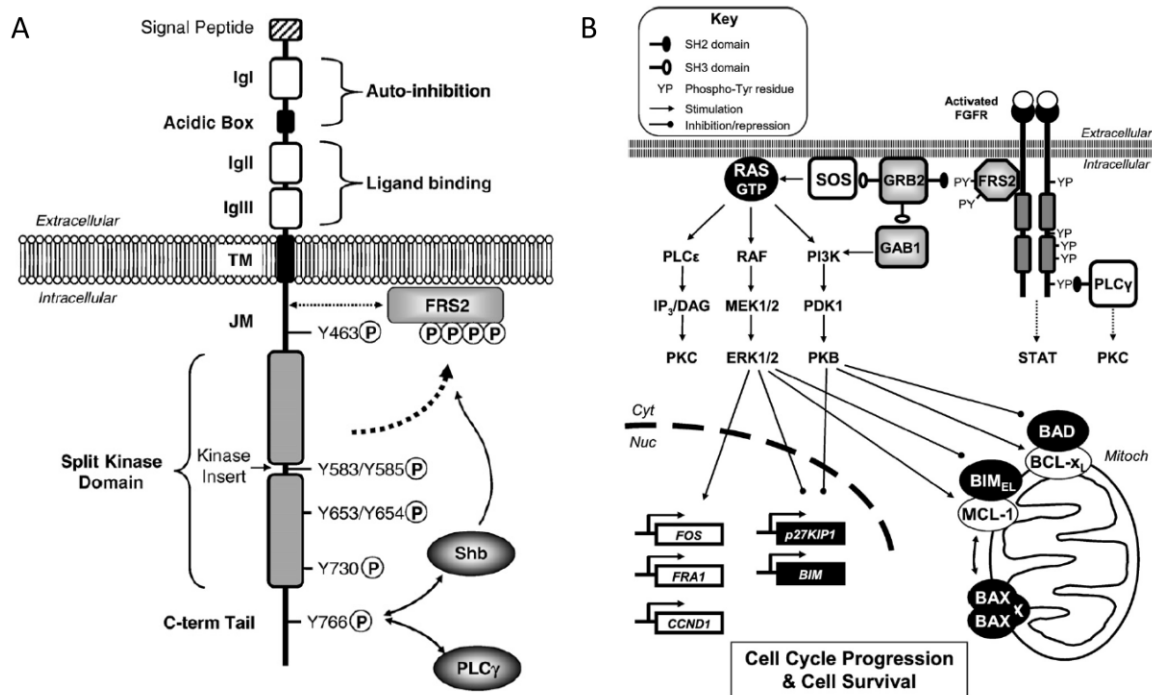 A
Signal Peptide
IgI
Auto-inhibition
Acidic Box
IgII
Ligand binding
IgIII
Extracellular
TM
Intracellular
FRS2
JM
P P P P
Y463 P
Split Kinase
Domain
Kinase
Insert
Y583/Y585 P
Y653/Y654 P
Shb
Y730 P
C-term Tail
Y766 P
PLCγ
B
Key
SH2 domain
SH3 domain
YP Phospho-Tyr residue
Stimulation
Inhibition/repression
Activated
FGFR
Extracellular
Intracellular
RAS
GTP
SOS
GRB2
PY
PY
FRS2
YP
GAB1
YP
YP
YP
YP
PLCγ
PLCε
RAF
PI3K
IP3/DAG
MEK1/2
PDK1
PKC
ERK1/2
PKB
STAT
PKC
Cyt
Nuc
BAD
BCL-xL
Mitoch
BIMEL
MCL-1
FOS
p27KIP1
FRA1
BIM
BAX
X
BAX
CCND1
Cell Cycle Progression
& Cell Survival